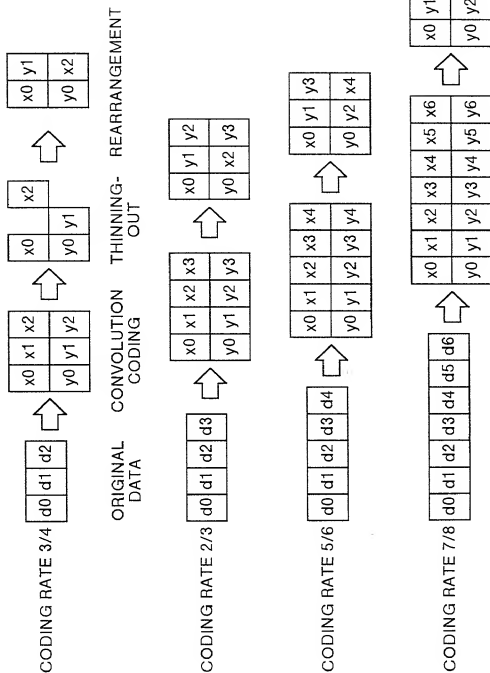 x0 x1 x2 x0 x2 x0 y1
CODING RATE 3/4 d0 d1 d2
y0 y1 y2 y0 y1 y0 x2
ORIGINAL DATA CONVOLUTION CODING THINNING-OUT REARRANGEMENT
x0 x1 x2 x3 x0 y1 y2
CODING RATE 2/3 d0 d1 d2 d3
y0 y1 y2 y3 y0 x2 y3
x0 x1 x2 x3 x4 x0 y1 y3
CODING RATE 5/6 d0 d1 d2 d3 d4
y0 y1 y2 y3 y4 y0 y2 x4
x0 x1 x2 x3 x4 x5 x6 x0 y1
CODING RATE 7/8 d0 d1 d2 d3 d4 d5 d6
y0 y1 y2 y3 y4 y5 y6 y0 y2